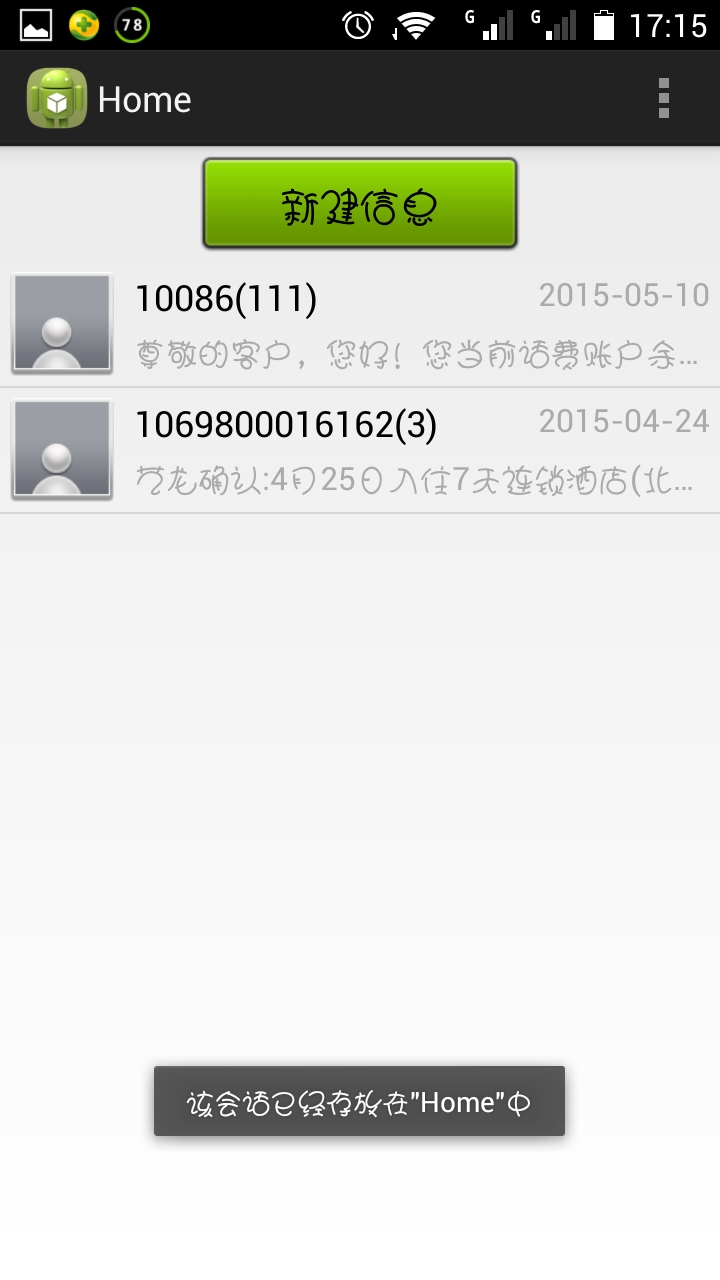 78 G G 17:15
Home
新建信息
10086(111) 2015-05-10
尊敬的客户，您好！您当前话费账户余...
1069800016162(3) 2015-04-24
范龙确认:4月25日入住7天连锁酒店(北...
该会话已经存放在"Home"中